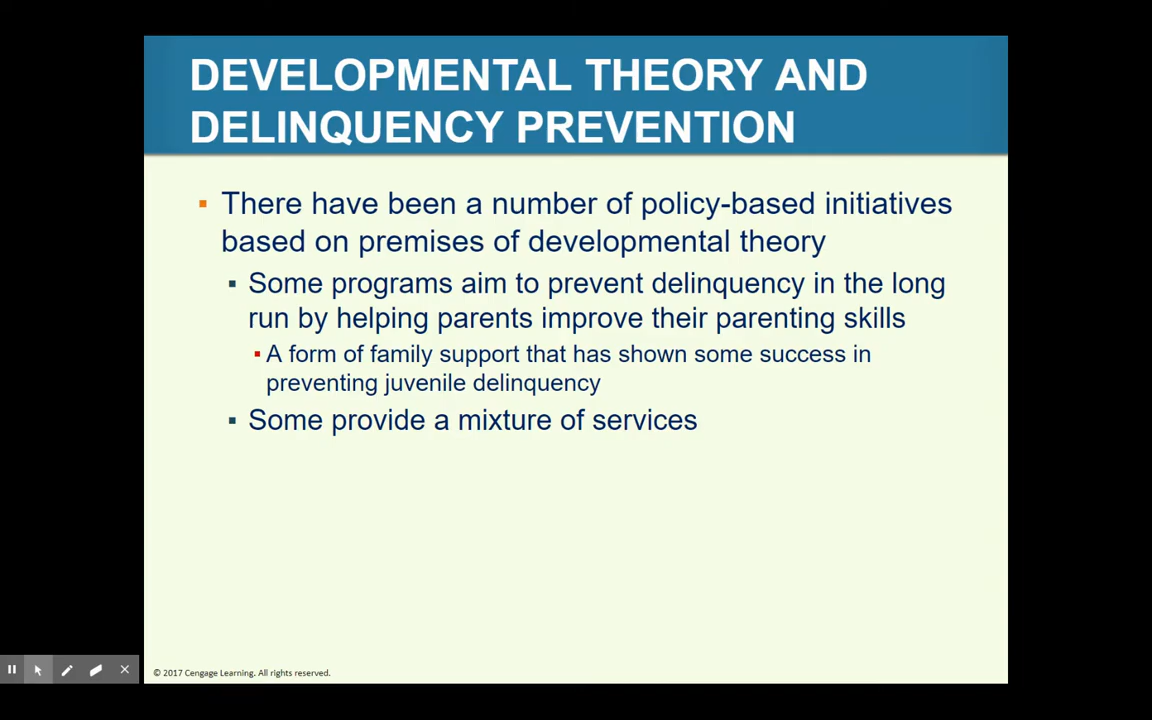 DEVELOPMENTAL THEORY AND
DELINQUENCY PREVENTION
▪ There have been a number of policy-based initiatives
based on premises of developmental theory
▪ Some programs aim to prevent delinquency in the long
run by helping parents improve their parenting skills
▪ A form of family support that has shown some success in
preventing juvenile delinquency
▪ Some provide a mixture of services
© 2017 Cengage Learning. All rights reserved.